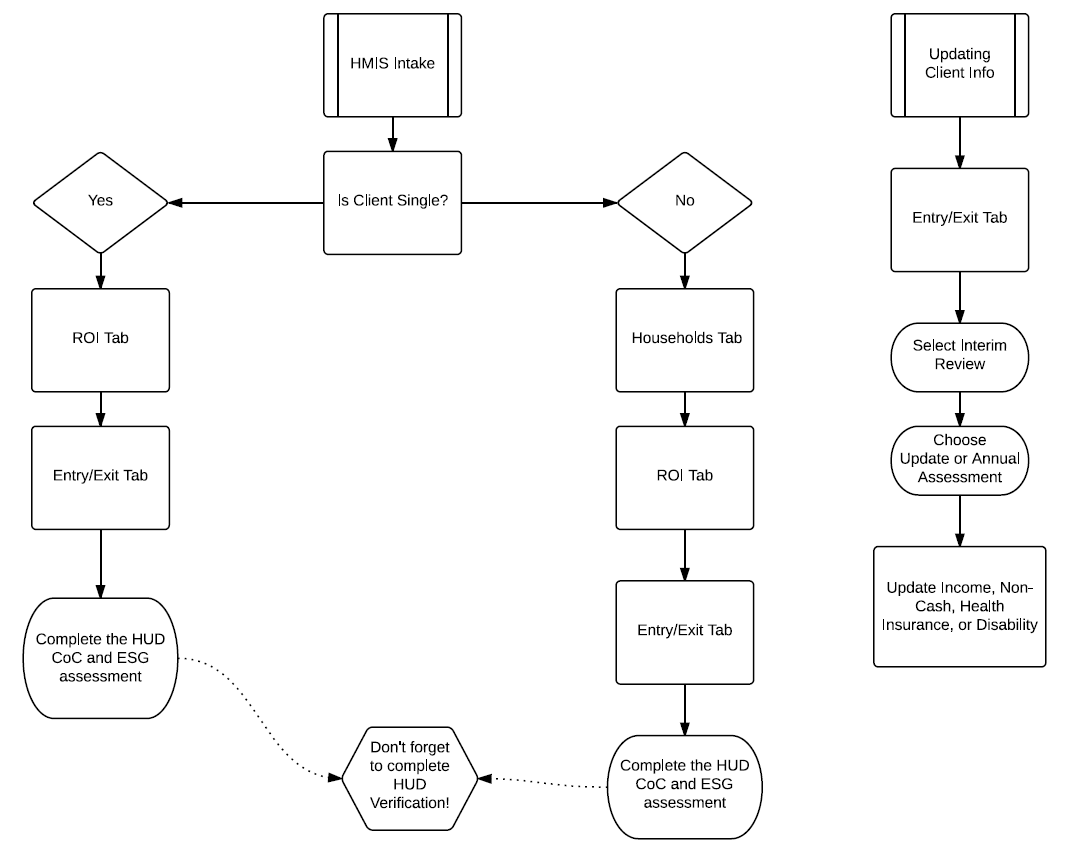 HMIS Intake
Updating
Client Info
Yes
Is Client Single?
No
Entry/Exit Tab
ROI Tab
Households Tab
Select Interim
Review
Entry/Exit Tab
ROI Tab
Choose
Update or Annual
Assessment
Complete the HUD
CoC and ESG
assessment
Entry/Exit Tab
Update Income, Non-
Cash, Health
Insurance, or Disability
Don't forget
to complete
HUD
Verification!
Complete the HUD
CoC and ESG
assessment